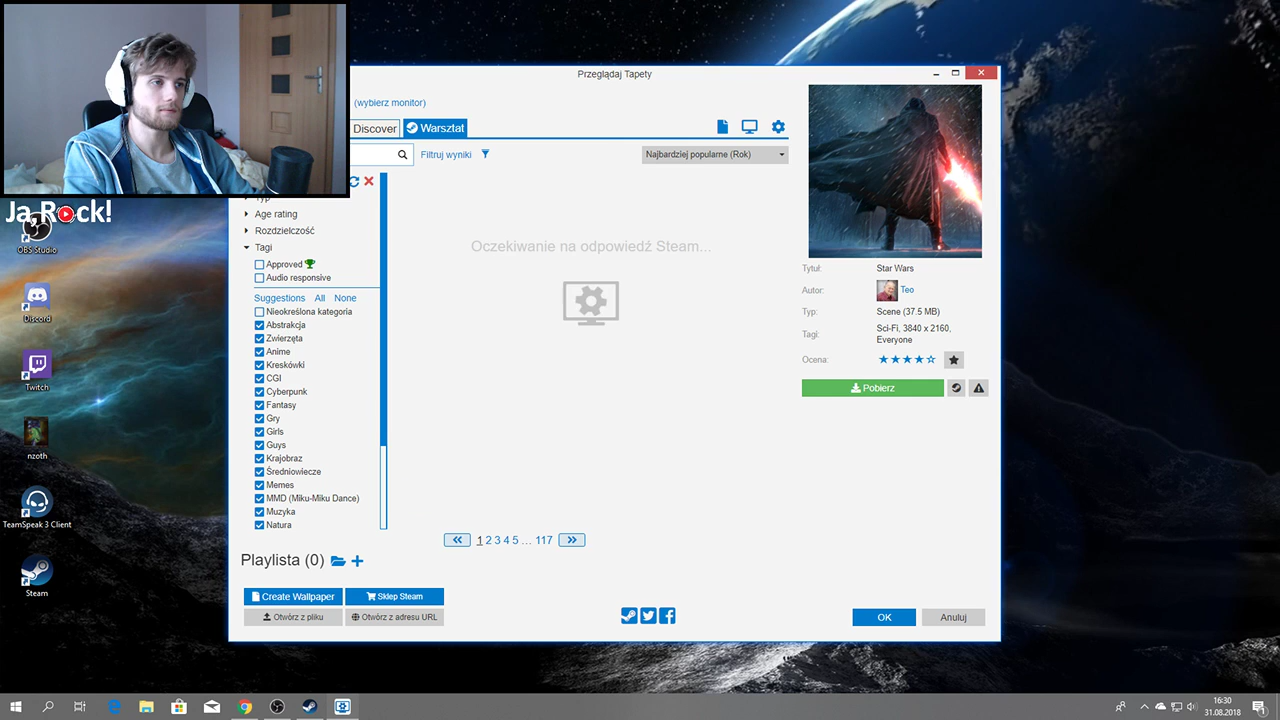 Przeglądaj Tapety
(wybierz monitor)
Discover
Warsztat
Filtruj wyniki
Najbardziej popularne (Rok)
Ja, Rock!
OBS Studio
Discord
Twitch
nzoth
TeamSpeak 3 Client
Steam
Typ
Age rating
Rozdzielczość
Tagi
Approved
Audio responsive
Suggestions All None
Nieokreślona kategoria
Abstrakcja
Zwierzęta
Anime
Kreskówki
CGI
Cyberpunk
Fantasy
Gry
Girls
Guys
Krajobraz
Średniowiecze
Memes
MMD (Miku-Miku Dance)
Muzyka
Natura
Oczekiwanie na odpowiedź Steam...
1 2 3 4 5 ... 117
Tytuł: Star Wars
Autor: Teo
Typ: Scene (37.5 MB)
Tagi: Sci-Fi, 3840 x 2160,
Everyone
Ocena:
Pobierz
Playlista (0)
Create Wallpaper
Sklep Steam
Otwórz z pliku
Otwórz z adresu URL
OK
Anuluj
16:30
31.08.2018
1